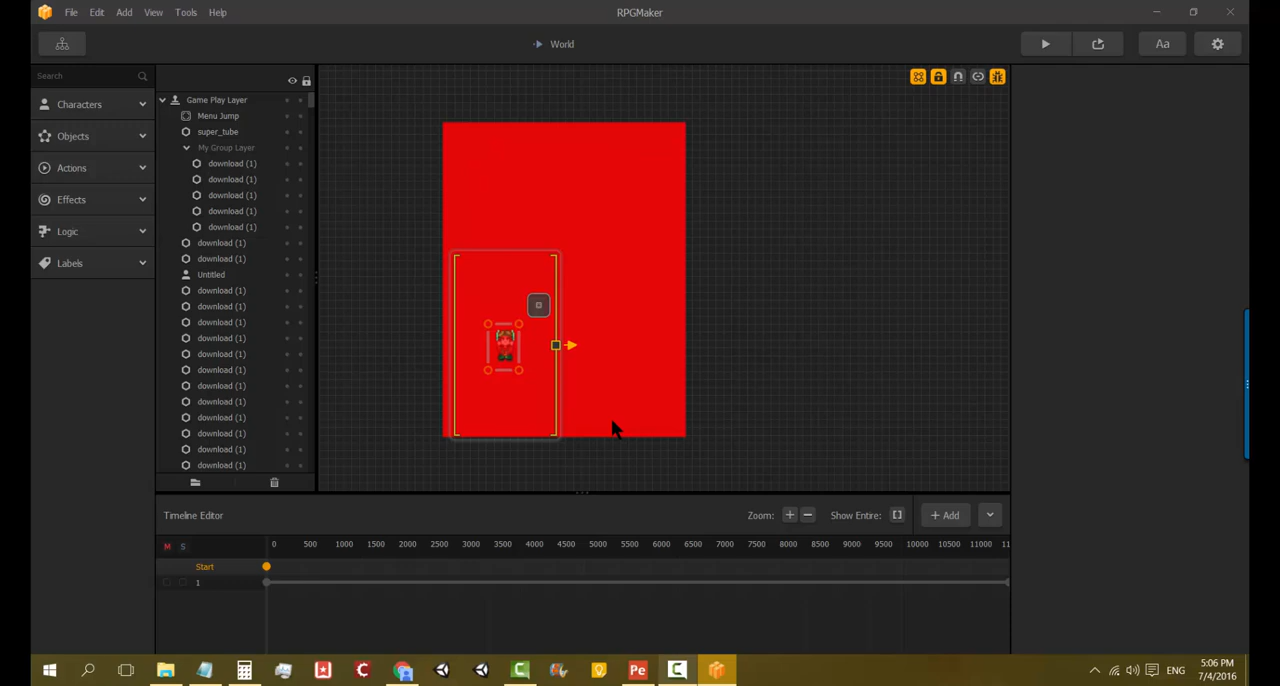 File Edit Add View Tools Help
RPGMaker
World
Aa
Search
Characters
Objects
Actions
Effects
Logic
Labels
Game Play Layer
Menu Jump
super_tube
My Group Layer
download (1)
download (1)
download (1)
download (1)
download (1)
download (1)
download (1)
Untitled
download (1)
download (1)
download (1)
download (1)
download (1)
download (1)
download (1)
download (1)
download (1)
download (1)
download (1)
download (1)
Timeline Editor
Zoom:
Show Entire:
Add
M S
0 500 1000 1500 2000 2500 3000 3500 4000 4500 5000 5500 6000 6500 7000 7500 8000 8500 9000 9500 10000 10500 11000 11
Start
1
Pe
ENG
5:06 PM
7/4/2016